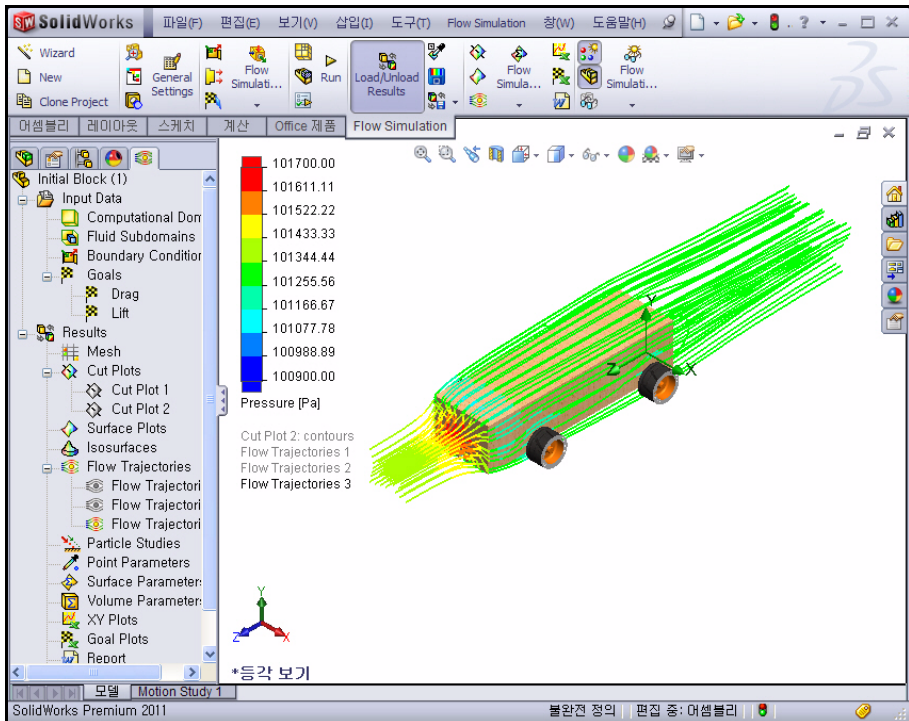 SolidWorks 파일(F) 편집(E) 보기(V) 삽입(I) 도구(T) Flow Simulation 창(W) 도움말(H)
Wizard
New
Clone Project
General Settings
Flow Simulati...
Run
Load/Unload Results
Flow Simula...
Flow Simulati...
어셈블리 레이아웃 스케치 계산 Office 제품 Flow Simulation
Initial Block (1)
Input Data
Computational Don
Fluid Subdomains
Boundary Condition
Goals
Drag
Lift
Results
Mesh
Cut Plots
Cut Plot 1
Cut Plot 2
Surface Plots
Isosurfaces
Flow Trajectories
Flow Trajectori
Flow Trajectori
Flow Trajectori
Particle Studies
Point Parameters
Surface Parameter
Volume Parameter
XY Plots
Goal Plots
Report
101700.00
101611.11
101522.22
101433.33
101344.44
101255.56
101166.67
101077.78
100988.89
100900.00
Pressure [Pa]
Cut Plot 2: contours
Flow Trajectories 1
Flow Trajectories 2
Flow Trajectories 3
Y
Z X
Y
Z X
*등각 보기
모델 Motion Study 1
SolidWorks Premium 2011 불완전 정의 편집 중: 어셈블리